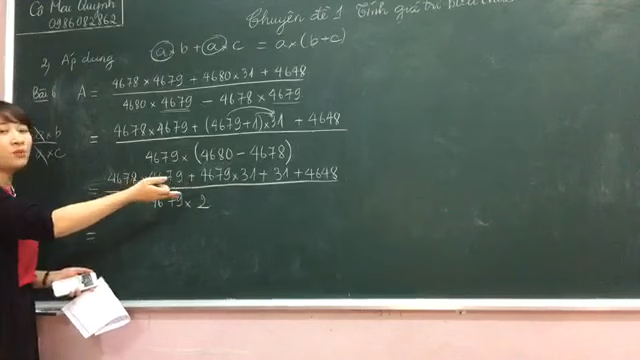 Cô Mai Quỳnh
0986082862
Chuyên đề 1 Tính giá trị biểu
2, Áp dụng
a × b + a × c = a × (b + c)
Bài 6 A = 4678 × 4679 + 4680 × 31 + 4648
4680 × 4679 − 4678 × 4679
= 4678 × 4679 + (4679 + 1) × 31 + 4648
4679 × (4680 − 4678)
a × b
a × c
= 4678 × 4679 + 4679 × 31 + 31 + 4648
4679 × 2
=